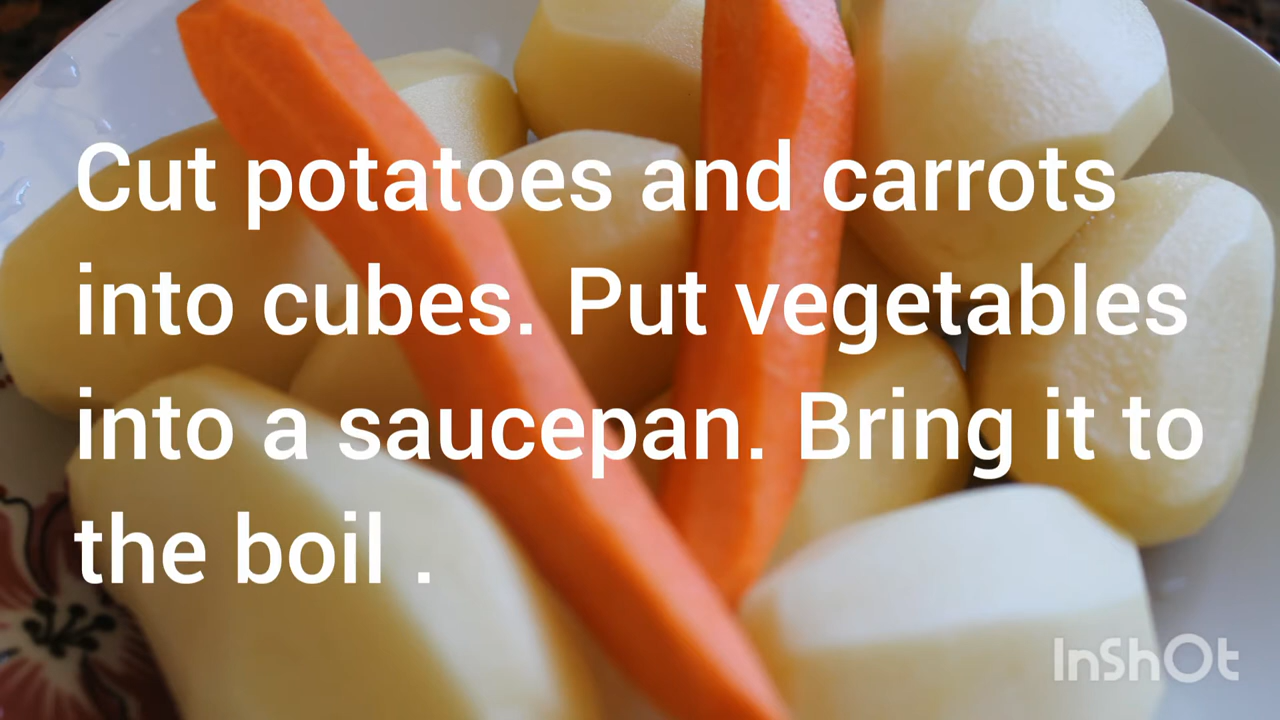 Cut potatoes and carrots
into cubes. Put vegetables
into a saucepan. Bring it to
the boil .
InShOt